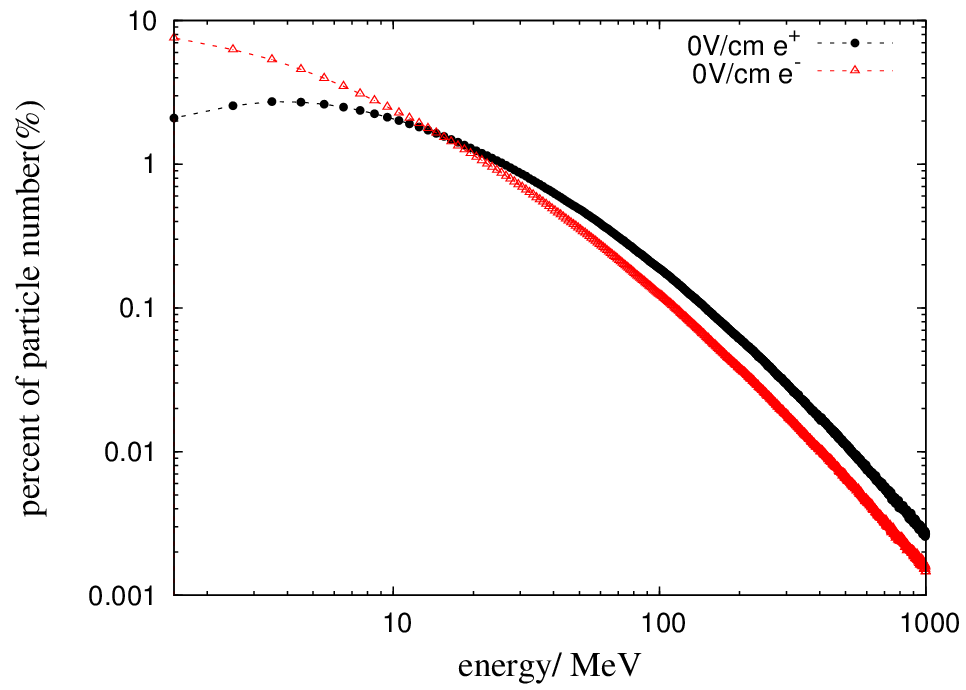 10
1
0.1
0.01
0.001
percent of particle number(%)
0V/cm e+
0V/cm e-
10
100
1000
energy/ MeV